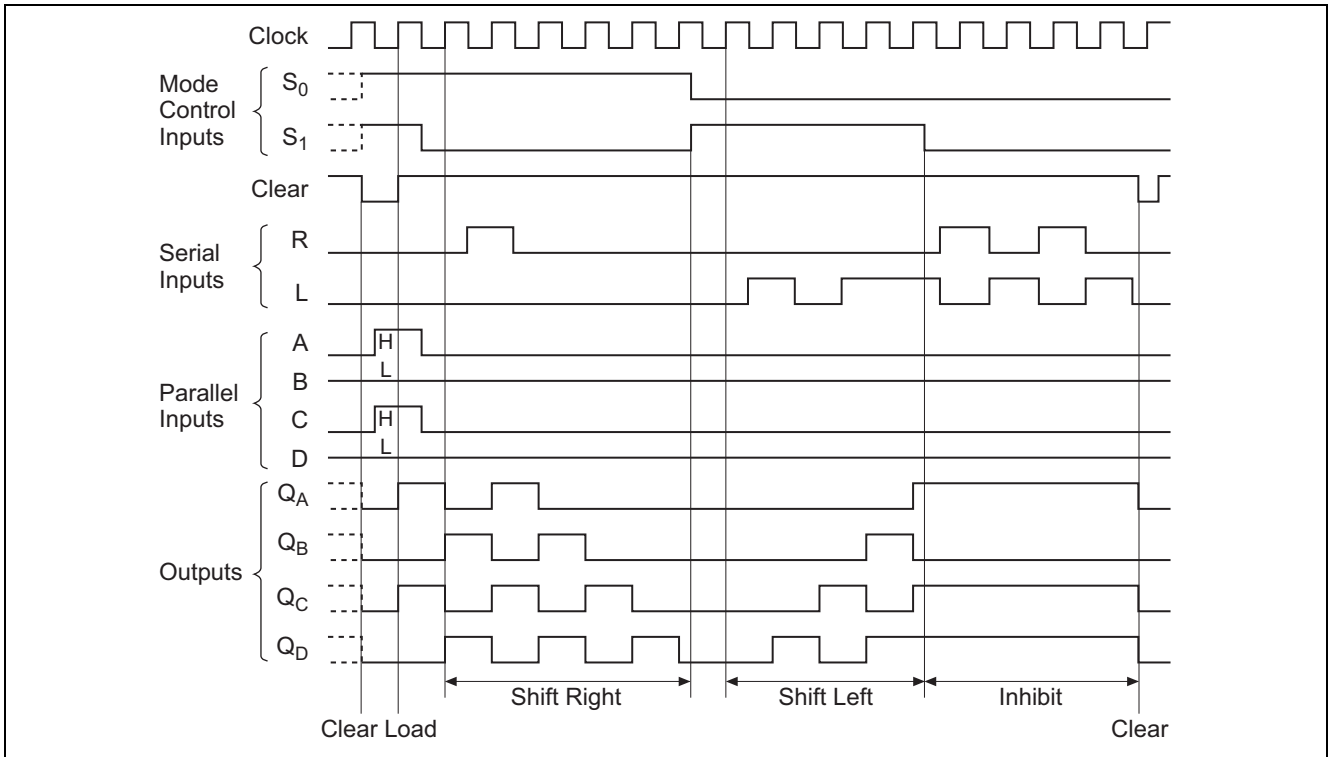 Clock
Mode
Control
Inputs
S0
S1
Clear
Serial
Inputs
R
L
Parallel
Inputs
A
H
L
B
C
H
L
D
Outputs
QA
QB
QC
QD
Shift Right
Shift Left
Inhibit
Clear Load
Clear